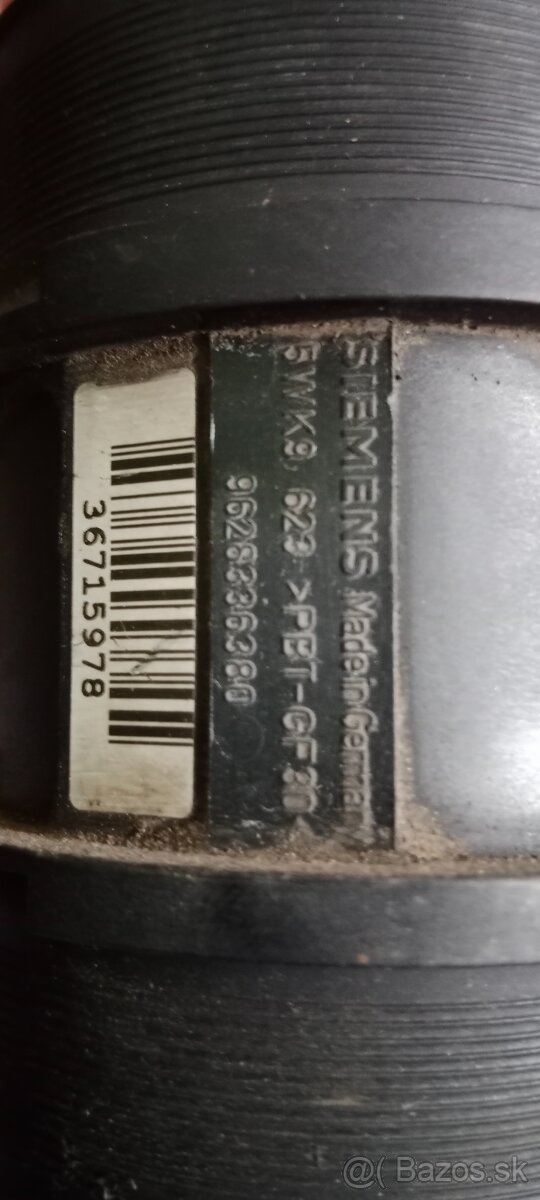 SIEMENS Made in Germany
5WK9 629 >PBT-GF30<
9628336380
36715978
@( Bazos.sk